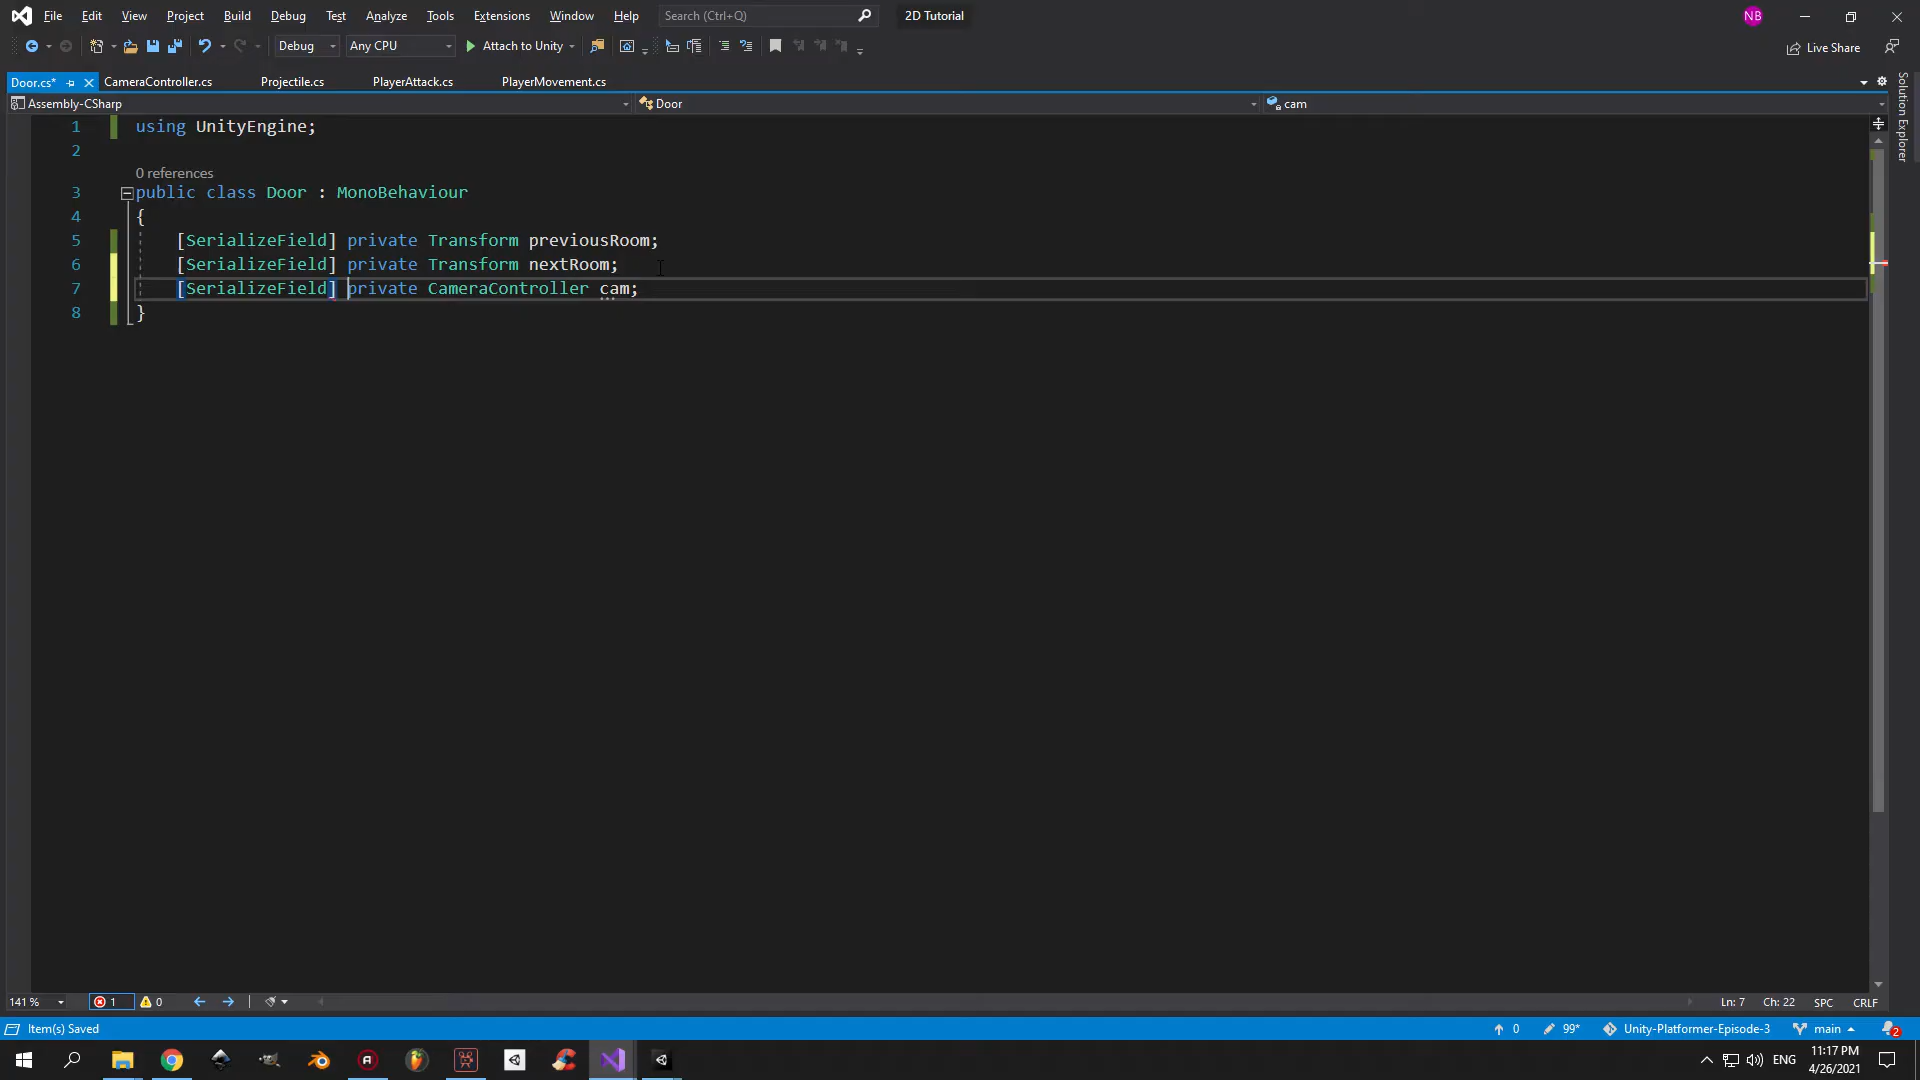 File Edit View Project Build Debug Test Analyze Tools Extensions Window Help Search (Ctrl+Q) 2D Tutorial NB
Debug Any CPU Attach to Unity Live Share
Door.cs* CameraController.cs Projectile.cs PlayerAttack.cs PlayerMovement.cs
Assembly-CSharp Door cam
Solution Explorer
1 using UnityEngine;
2
0 references
3 public class Door : MonoBehaviour
4 {
5 [SerializeField] private Transform previousRoom;
6 [SerializeField] private Transform nextRoom;
7 [SerializeField] private CameraController cam;
8 }
141 % 1 0 Ln: 7 Ch: 22 SPC CRLF
Item(s) Saved 0 99* Unity-Platformer-Episode-3 main 2
ENG 11:17 PM
4/26/2021